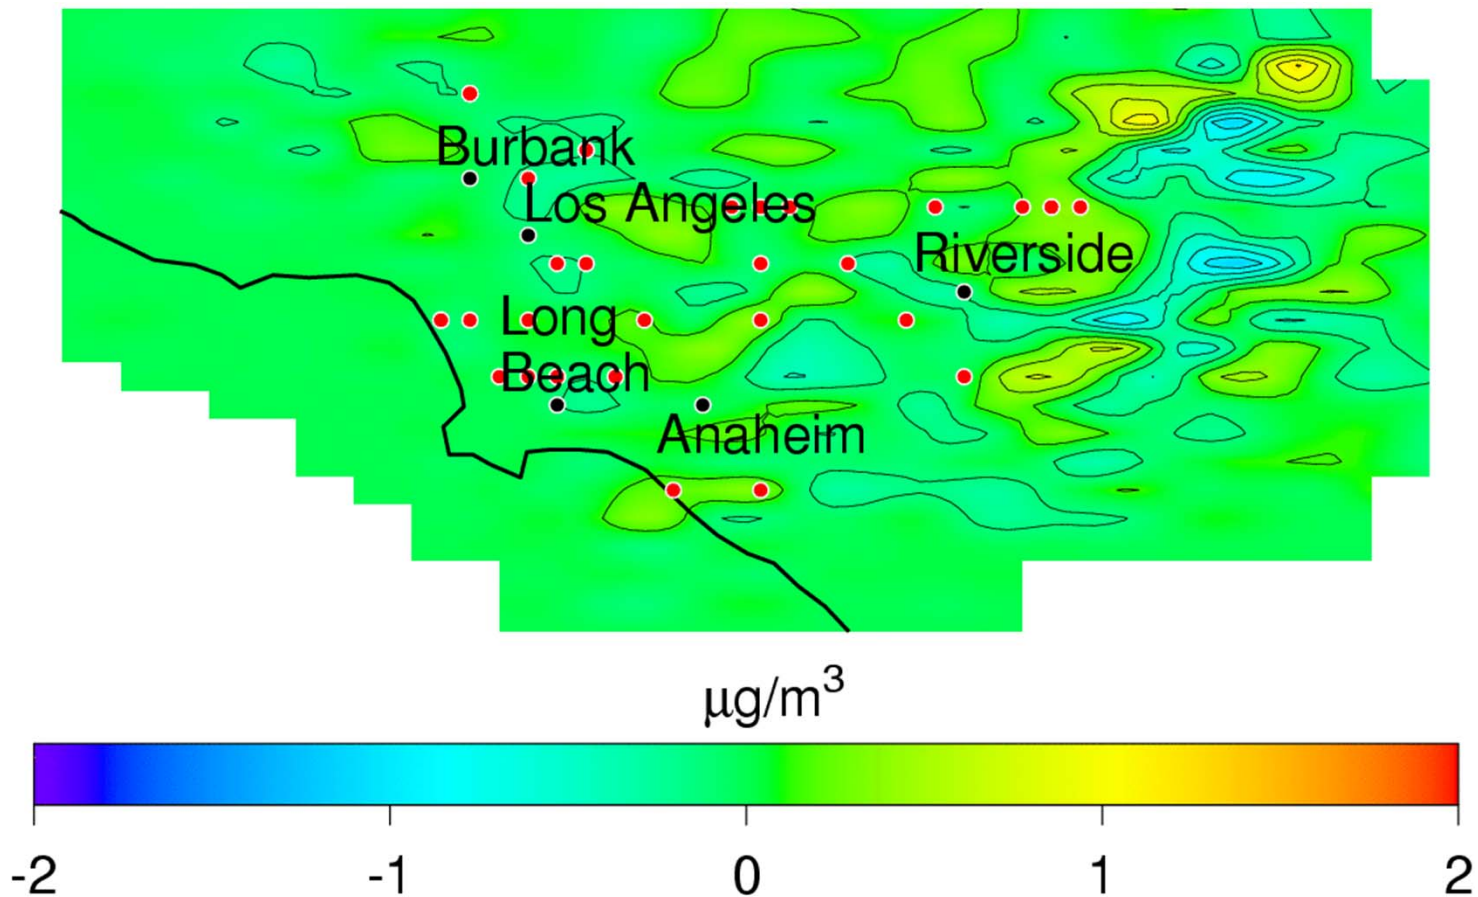 Burbank
Los Angeles
Riverside
Long
Beach
Anaheim
μg/m³
-2 -1 0 1 2